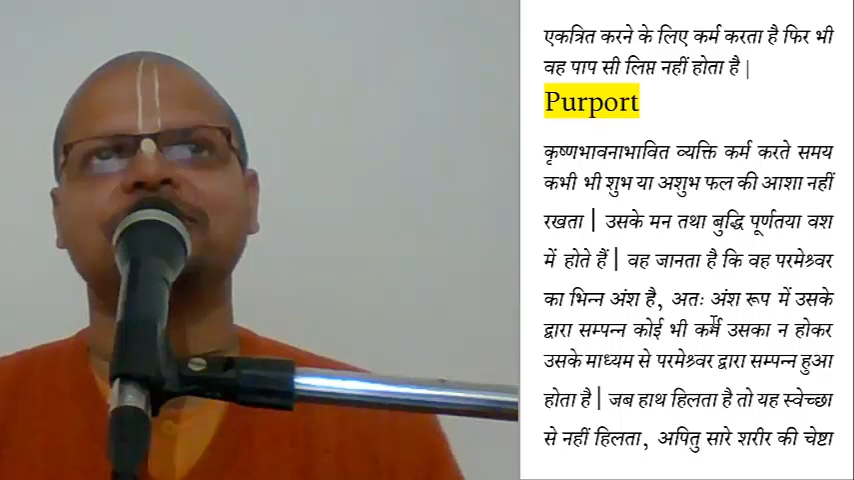 एकत्रित करने के लिए कर्म करता है फिर भी
वह पाप सी लिप्त नहीं होता है |
Purport
कृष्णभावनाभावित व्यक्ति कर्म करते समय
कभी भी शुभ या अशुभ फल की आशा नहीं
रखता | उसके मन तथा बुद्धि पूर्णतया वश
में होते हैं | वह जानता है कि वह परमेश्र्वर
का भिन्न अंश है, अतः अंश रूप में उसके
द्वारा सम्पन्न कोई भी कर्म उसका न होकर
उसके माध्यम से परमेश्र्वर द्वारा सम्पन्न हुआ
होता है | जब हाथ हिलता है तो यह स्वेच्छा
से नहीं हिलता, अपितु सारे शरीर की चेष्टा